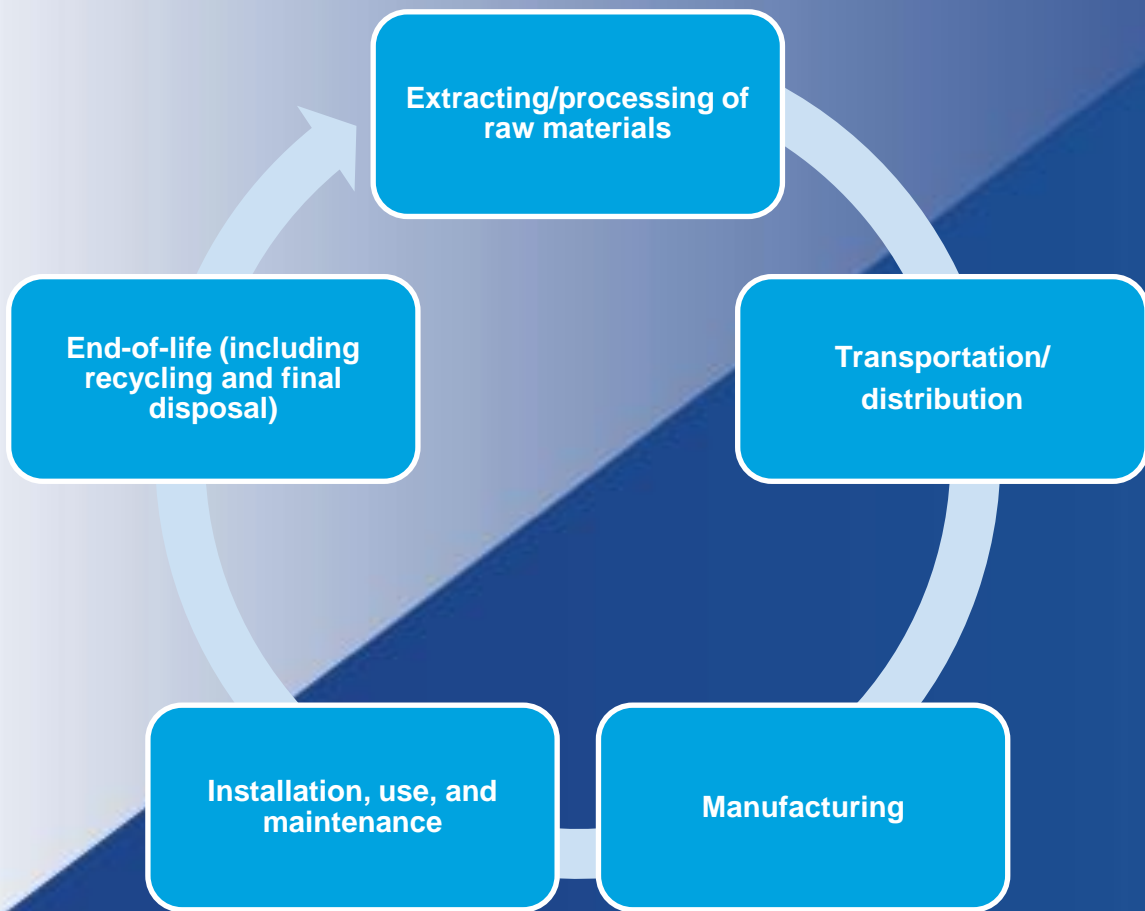 Extracting/processing of
raw materials
Transportation/
distribution
Manufacturing
Installation, use, and
maintenance
End-of-life (including
recycling and final
disposal)